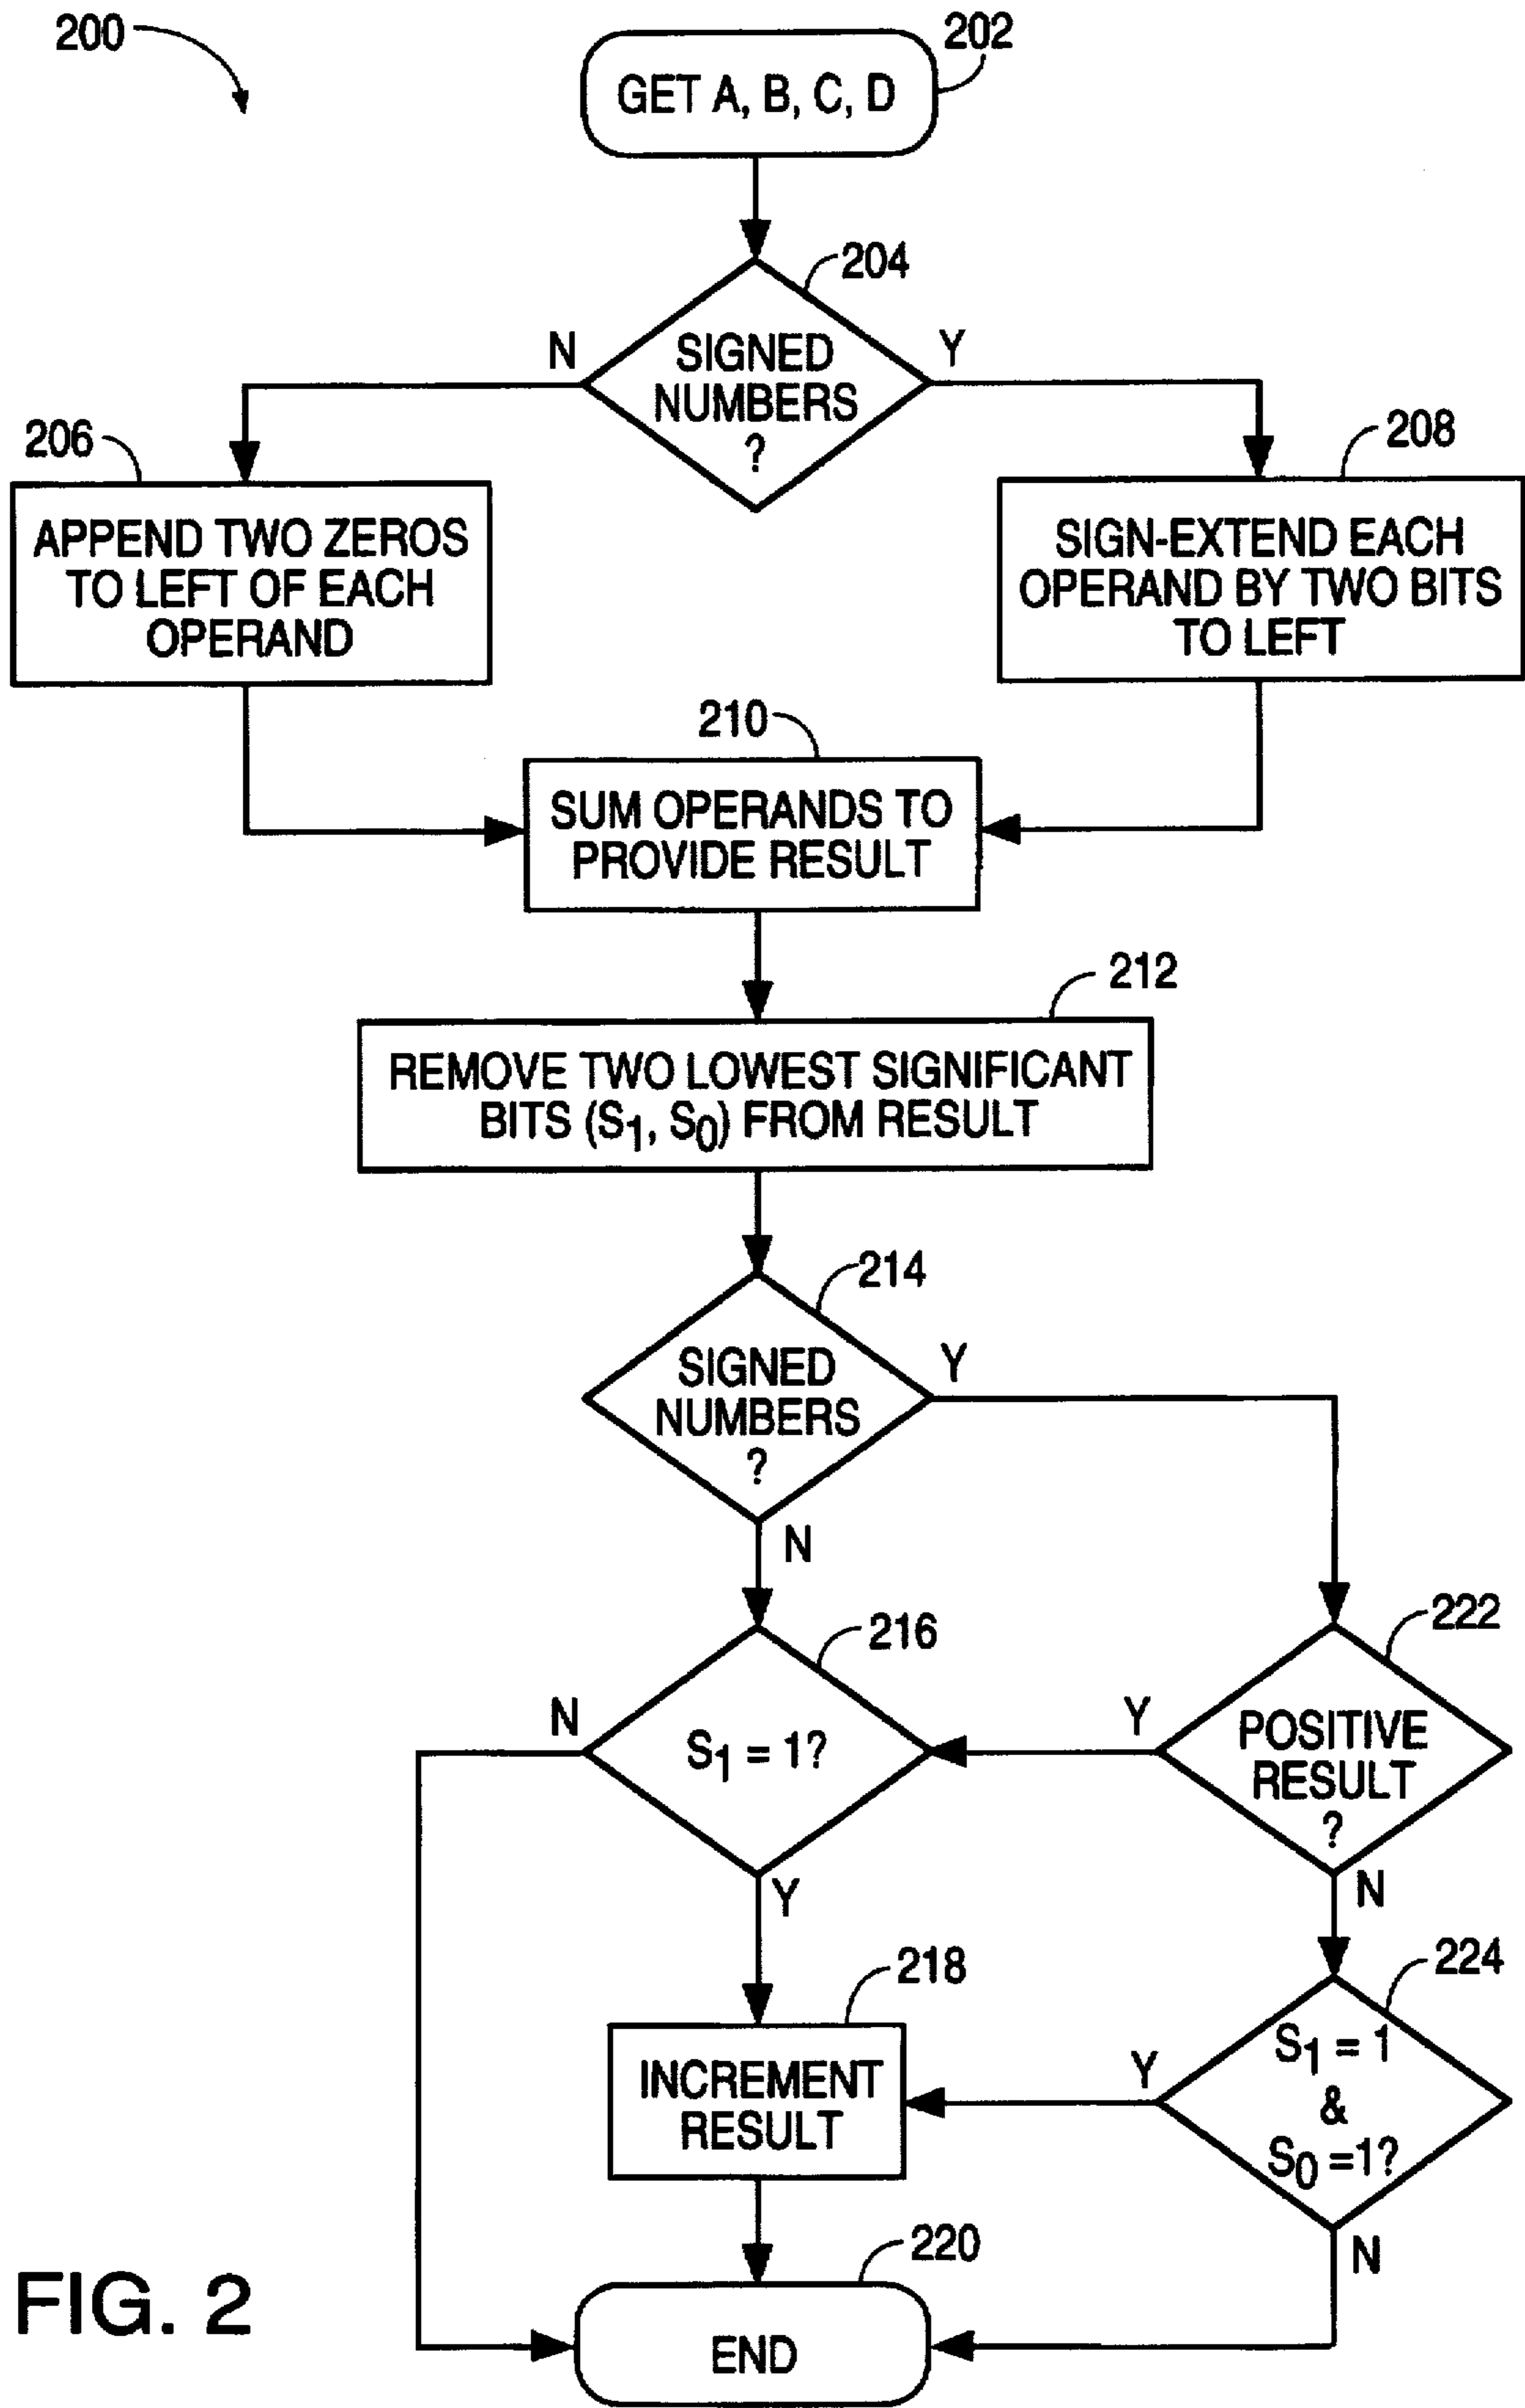 200
202
GET A, B, C, D
204
SIGNED
NUMBERS
?
N
Y
206
208
APPEND TWO ZEROS
TO LEFT OF EACH
OPERAND
SIGN-EXTEND EACH
OPERAND BY TWO BITS
TO LEFT
210
SUM OPERANDS TO
PROVIDE RESULT
212
REMOVE TWO LOWEST SIGNIFICANT
BITS (S1, S0) FROM RESULT
214
SIGNED
NUMBERS
?
Y
N
216
222
N
S1 = 1?
Y
POSITIVE
RESULT
?
Y
N
218
224
INCREMENT
RESULT
Y
S1 = 1
&
S0 =1?
N
220
END
FIG. 2